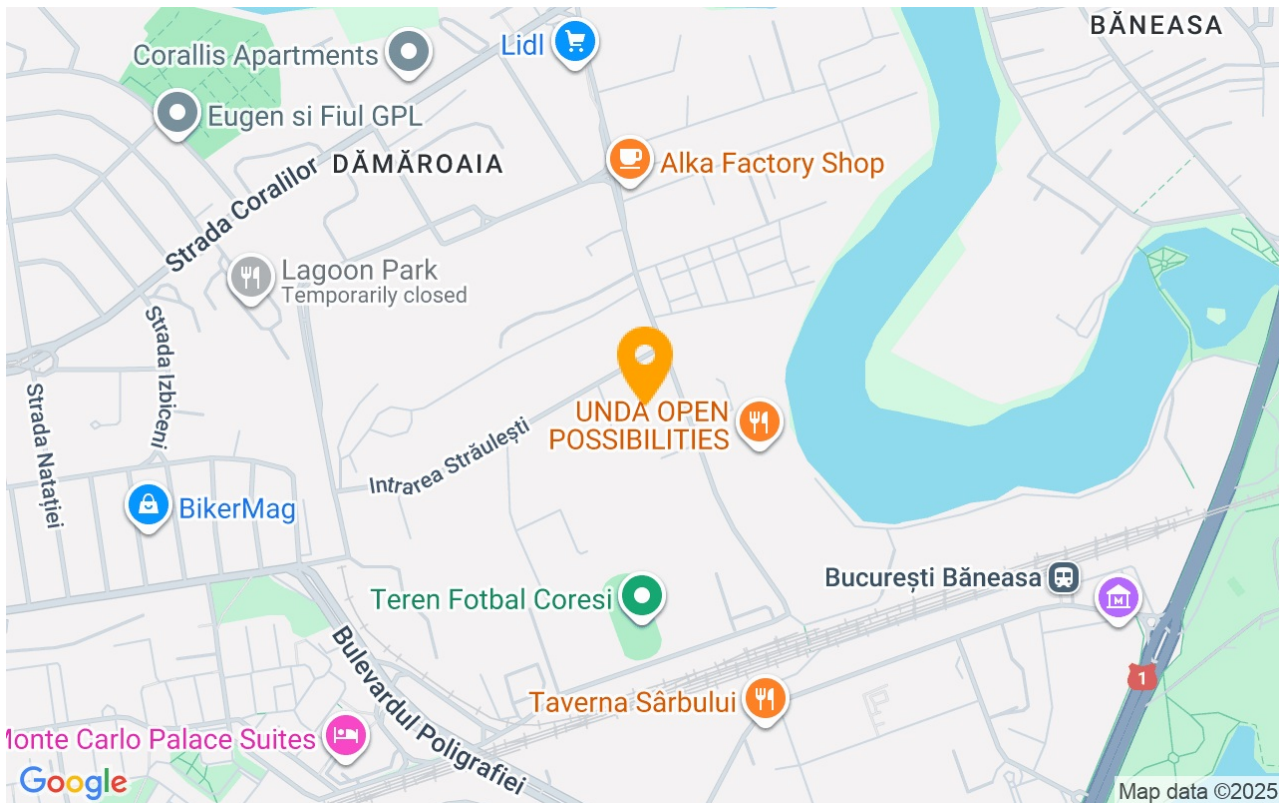 BĂNEASA
Lidl
Corallis Apartments
Eugen si Fiul GPL
DĂMĂROAIA
Alka Factory Shop
Strada Coralilor
Lagoon Park
Temporarily closed
Strada Izbiceni
Strada Natației
UNDA OPEN
POSSIBILITIES
Intrarea Străulești
BikerMag
București Băneasa
M
Teren Fotbal Coresi
1
Bulevardul Poligrafiei
Taverna Sârbului
Monte Carlo Palace Suites
Google
Map data ©2025